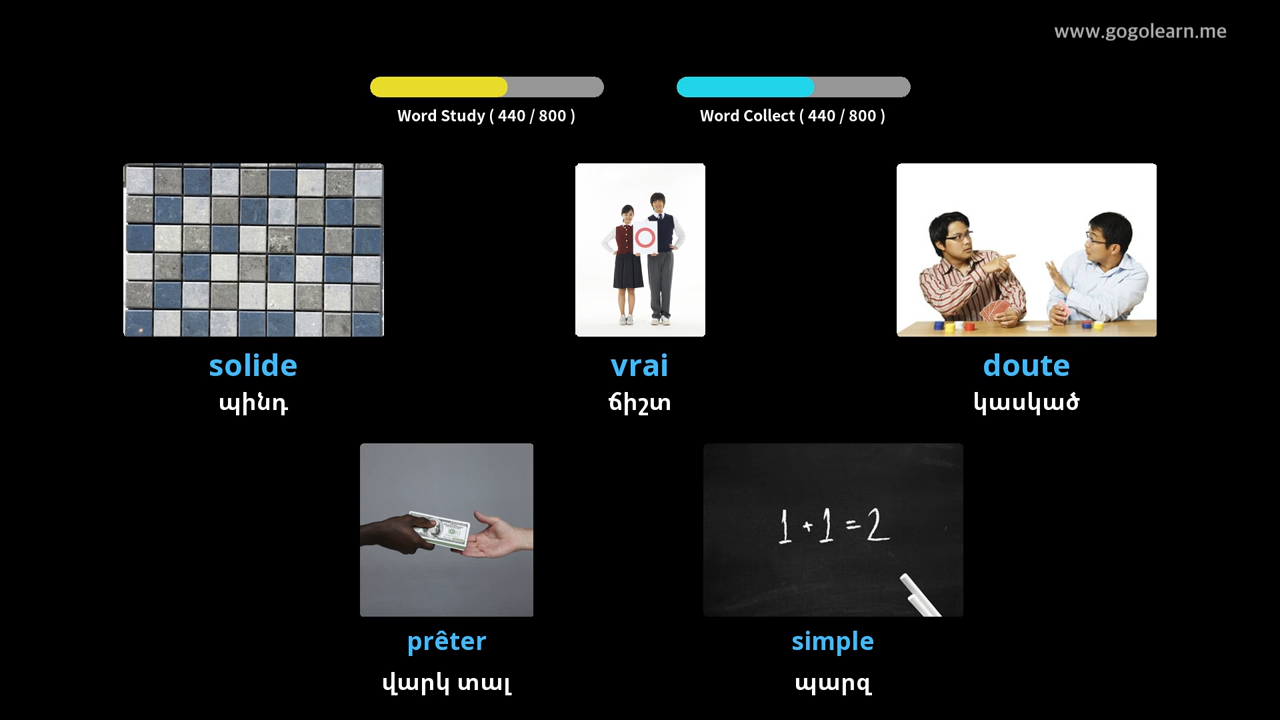 www.gogolearn.me
Word Study ( 440 / 800 )
Word Collect ( 440 / 800 )
solide
պինդ
vrai
ճիշտ
doute
կասկած
prêter
վարկ տալ
1 + 1 = 2
simple
պարզ